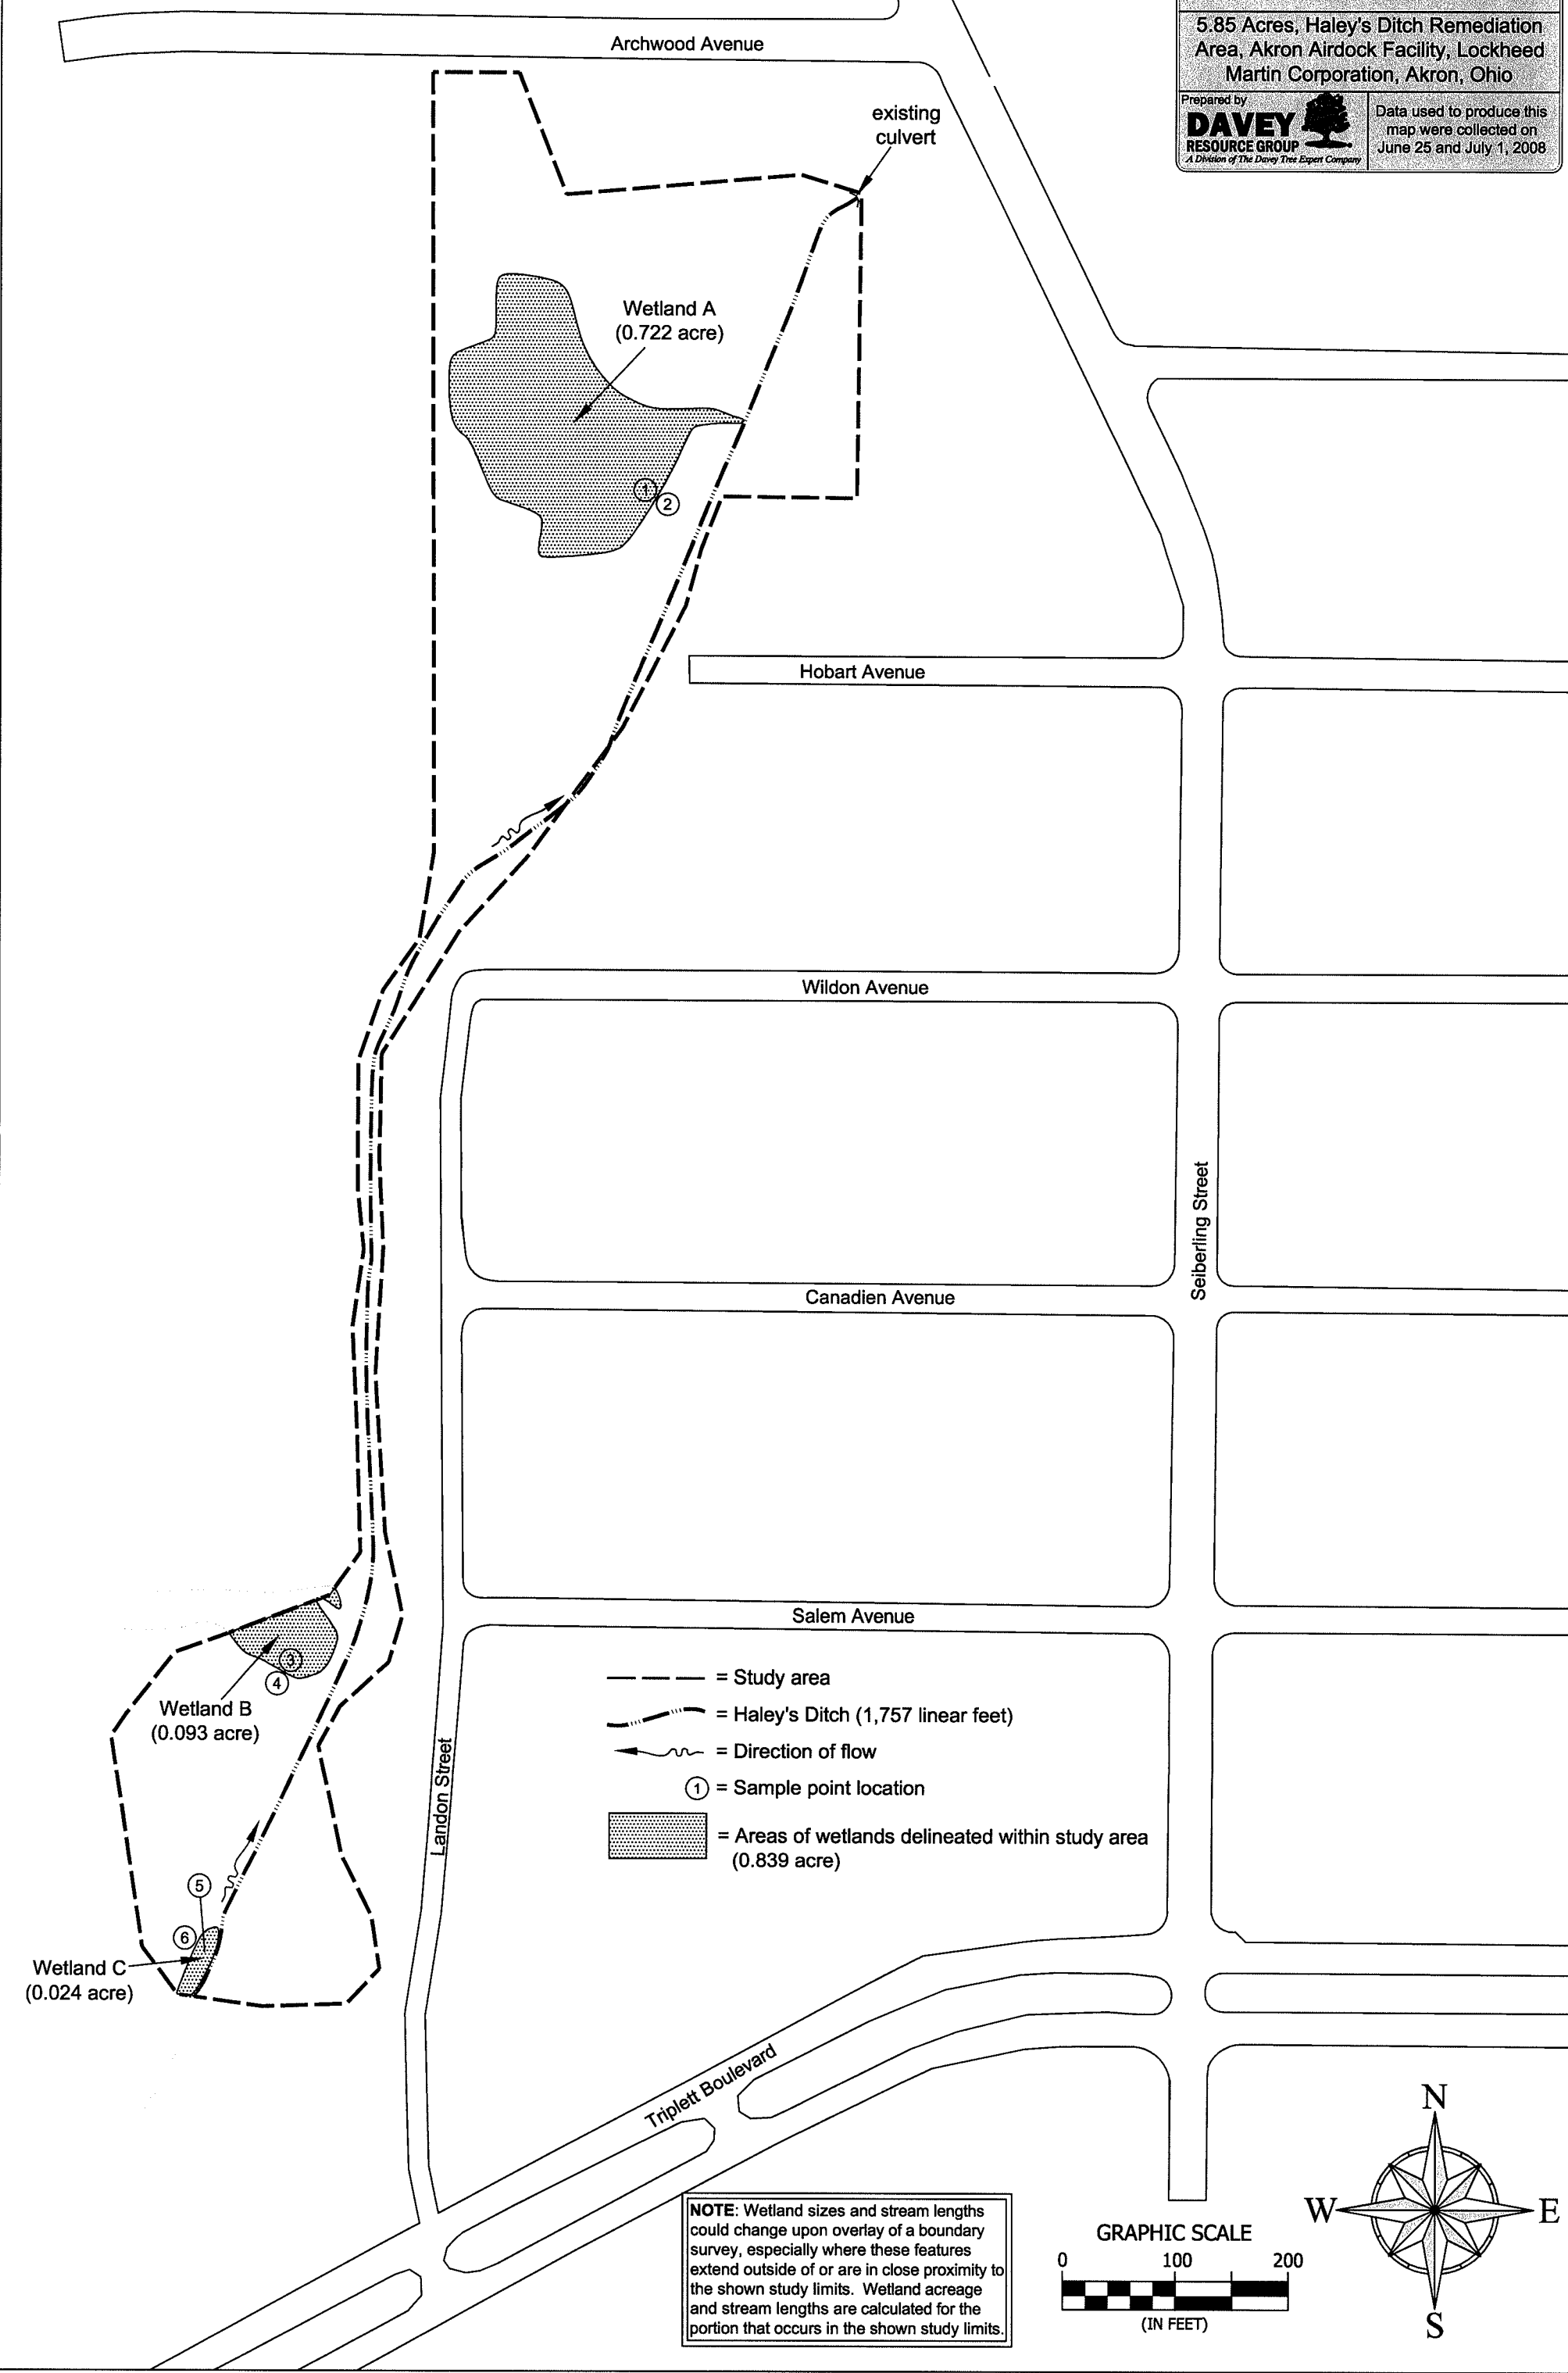 Archwood Avenue
5.85 Acres, Haley's Ditch Remediation
Area, Akron Airdock Facility, Lockheed
Martin Corporation, Akron, Ohio
Prepared by
DAVEY
RESOURCE GROUP
A Division of The Davey Tree Expert Company
Data used to produce this
map were collected on
June 25 and July 1, 2008
existing
culvert
Wetland A
(0.722 acre)
1
2
Hobart Avenue
Wildon Avenue
Seiberling Street
Canadien Avenue
Salem Avenue
3
4
Wetland B
(0.093 acre)
= Study area
= Haley's Ditch (1,757 linear feet)
= Direction of flow
1 = Sample point location
= Areas of wetlands delineated within study area
(0.839 acre)
Landon Street
5
6
Wetland C
(0.024 acre)
Triplett Boulevard
NOTE: Wetland sizes and stream lengths
could change upon overlay of a boundary
survey, especially where these features
extend outside of or are in close proximity to
the shown study limits. Wetland acreage
and stream lengths are calculated for the
portion that occurs in the shown study limits.
GRAPHIC SCALE
0 100 200
(IN FEET)
N
W E
S